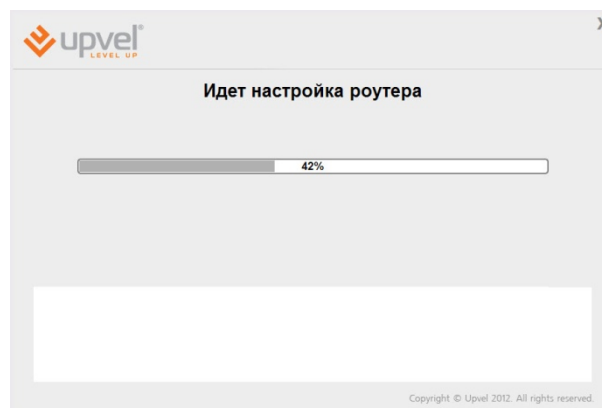 upvel®
LEVEL UP
Идет настройка роутера
42%
Copyright © Upvel 2012. All rights reserved.